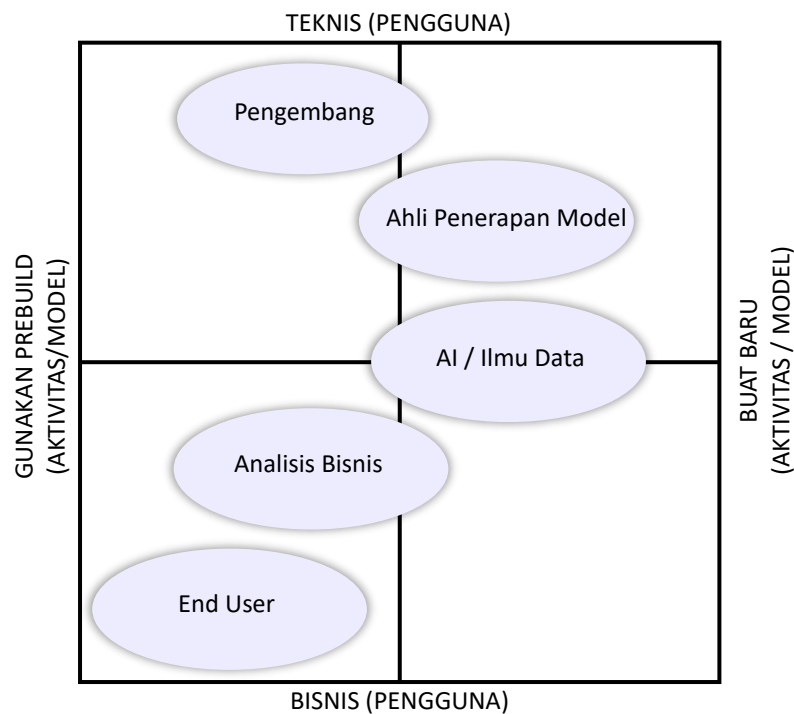 TEKNIS (PENGGUNA)
Pengembang
Ahli Penerapan Model
GUNAKAN PREBUILD
(AKTIVITAS/MODEL)
BUAT BARU
(AKTIVITAS / MODEL)
AI / Ilmu Data
Analisis Bisnis
End User
BISNIS (PENGGUNA)